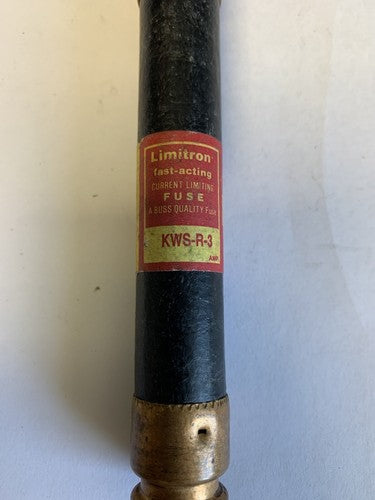 Limitron
fast-acting
CURRENT LIMITING
FUSE
A BUSS QUALITY Fuse
KWS-R-3
AMP.